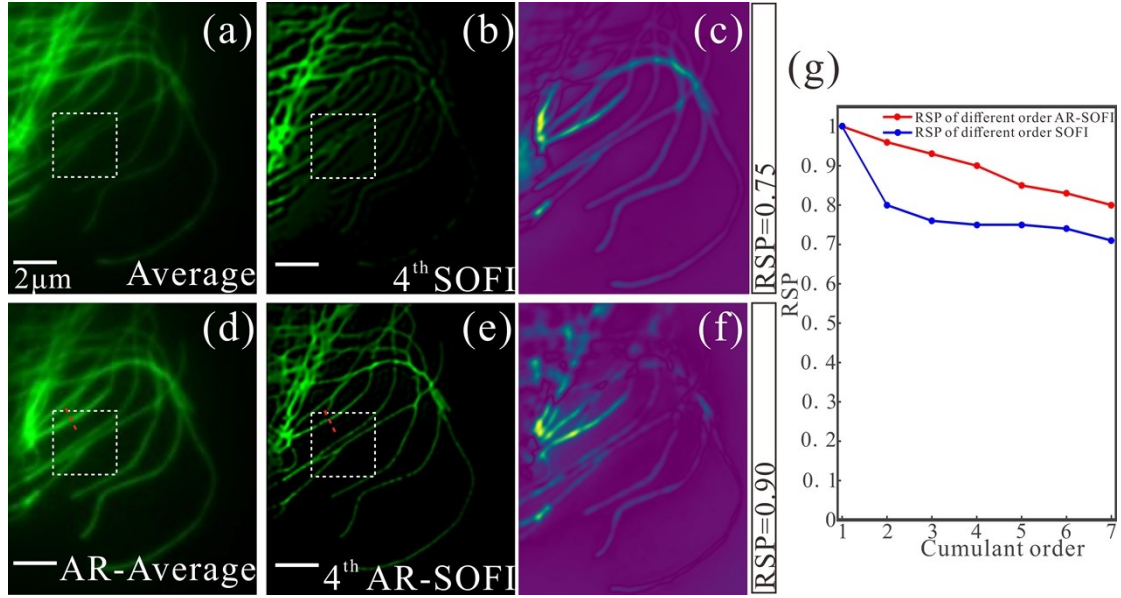 (a)
2μm
Average
(b)
4th SOFI
(c)
RSP=0.75
(d)
AR-Average
(e)
4th AR-SOFI
(f)
RSP=0.90
(g)
RSP of different order AR-SOFI
RSP of different order SOFI
1
0. 9
0. 8
0. 7
0. 6
0. 5
0. 4
0. 3
0. 2
0. 1
0
RSP
1 2 3 4 5 6 7
Cumulant order